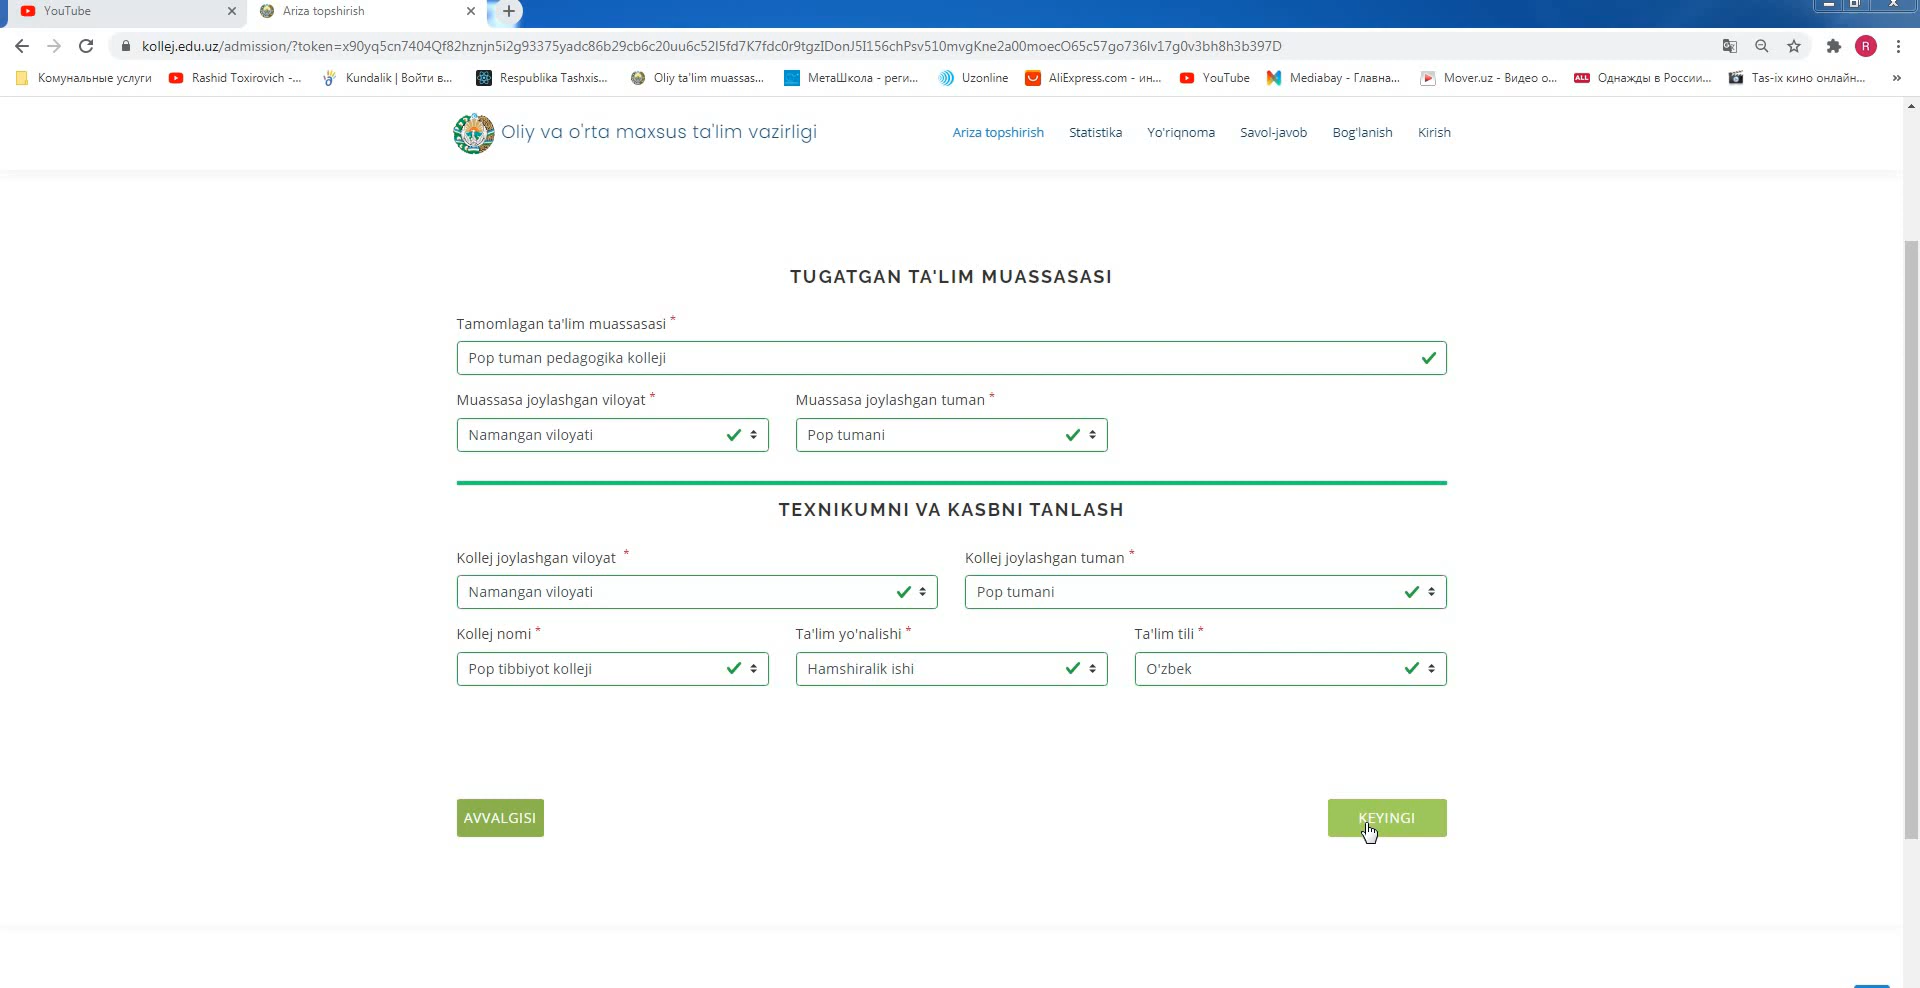 YouTube
Ariza topshirish
kollej.edu.uz/admission/?token=x90yq5cn7404Qf82hznjn5i2g93375yadc86b29cb6c20uu6c52I5fd7K7fdc0r9tgzIDonJ5I156chPsv510mvgKne2a00moecO65c57go736lv17g0v3bh8h3b397D
R
Комунальные услуги
Rashid Toxirovich -...
Kundalik | Войти в...
Respublika Tashxis...
Oliy ta'lim muassas...
МетаШкола - реги...
Uzonline
AliExpress.com - ин...
YouTube
Mediabay - Главна...
Mover.uz - Видео о...
ALL
Однажды в России...
Tas-ix кино онлайн...
»
Oliy va o'rta maxsus ta'lim vazirligi
Ariza topshirish
Statistika
Yo'riqnoma
Savol-javob
Bog'lanish
Kirish
TUGATGAN TA'LIM MUASSASASI
Tamomlagan ta'lim muassasasi *
Pop tuman pedagogika kolleji
Muassasa joylashgan viloyat *
Muassasa joylashgan tuman *
Namangan viloyati
Pop tumani
TEXNIKUMNI VA KASBNI TANLASH
Kollej joylashgan viloyat *
Kollej joylashgan tuman *
Namangan viloyati
Pop tumani
Kollej nomi *
Ta'lim yo'nalishi *
Ta'lim tili *
Pop tibbiyot kolleji
Hamshiralik ishi
O'zbek
AVVALGISI
KEYINGI